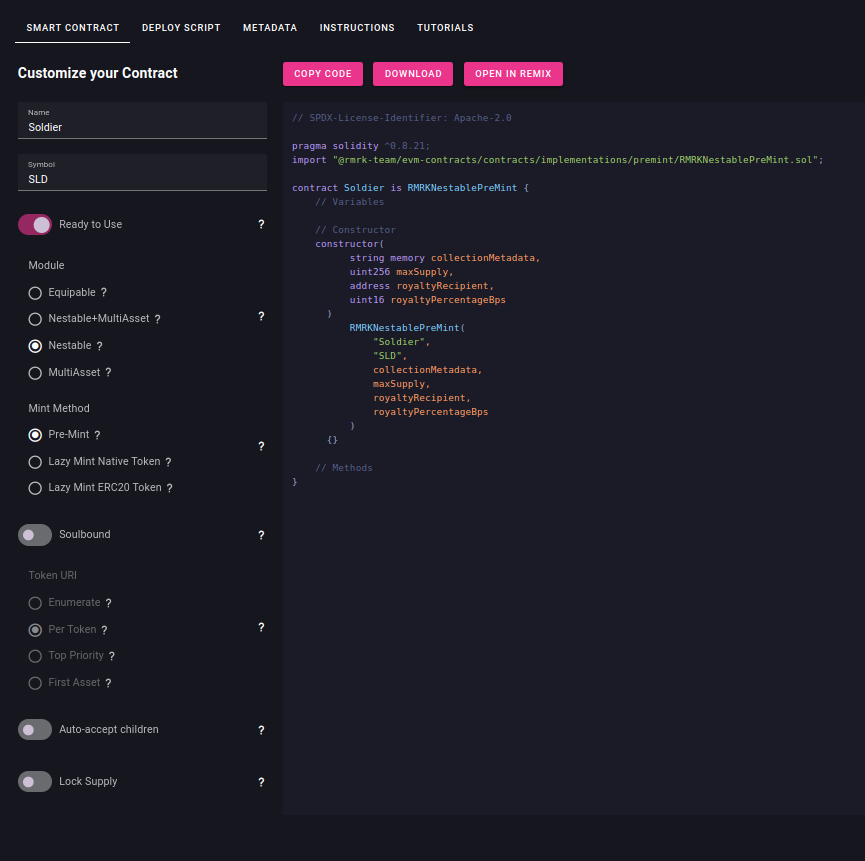 SMART CONTRACT DEPLOY SCRIPT METADATA INSTRUCTIONS TUTORIALS
Customize your Contract
COPY CODE DOWNLOAD OPEN IN REMIX
Name
Soldier
Symbol
SLD
Ready to Use ?
Module
Equipable ?
Nestable+MultiAsset ? ?
Nestable ?
MultiAsset ?
Mint Method
Pre-Mint ?
?
Lazy Mint Native Token ?
Lazy Mint ERC20 Token ?
Soulbound ?
Token URI
Enumerate ?
Per Token ? ?
Top Priority ?
First Asset ?
Auto-accept children ?
Lock Supply ?
// SPDX-License-Identifier: Apache-2.0
pragma solidity ^0.8.21;
import "@rmrk-team/evm-contracts/contracts/implementations/premint/RMRKNestablePreMint.sol";
contract Soldier is RMRKNestablePreMint {
// Variables
// Constructor
constructor(
string memory collectionMetadata,
uint256 maxSupply,
address royaltyRecipient,
uint16 royaltyPercentageBps
)
RMRKNestablePreMint(
"Soldier",
"SLD",
collectionMetadata,
maxSupply,
royaltyRecipient,
royaltyPercentageBps
)
{}
// Methods
}